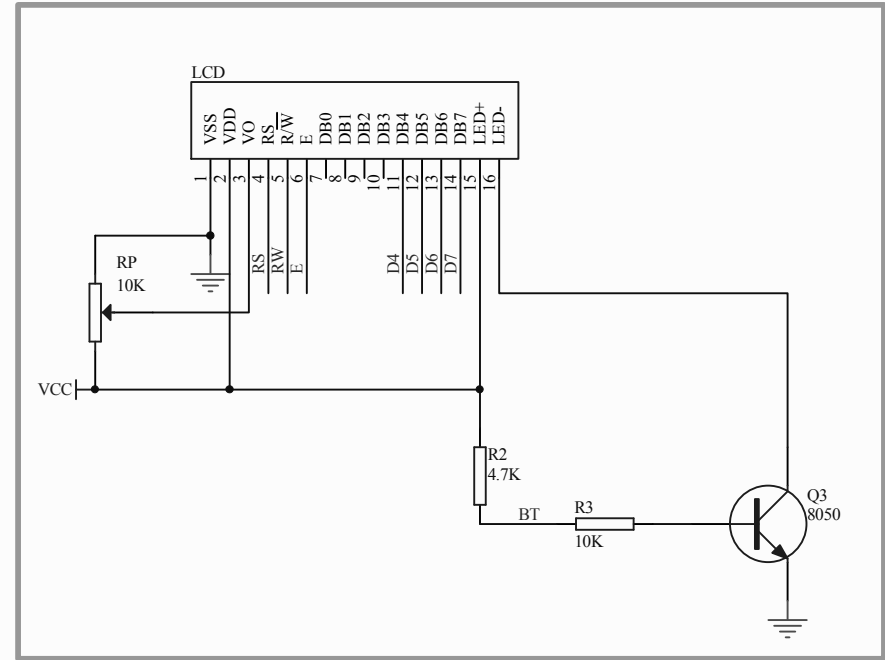 LCD
VSS
VDD
VO
RS
R/W
E
DB0
DB1
DB2
DB3
DB4
DB5
DB6
DB7
LED+
LED-
1
2
3
4
5
6
7
8
9
10
11
12
13
14
15
16
RS
RW
E
D4
D5
D6
D7
RP
10K
VCC
R2
4.7K
BT
R3
10K
Q3
8050